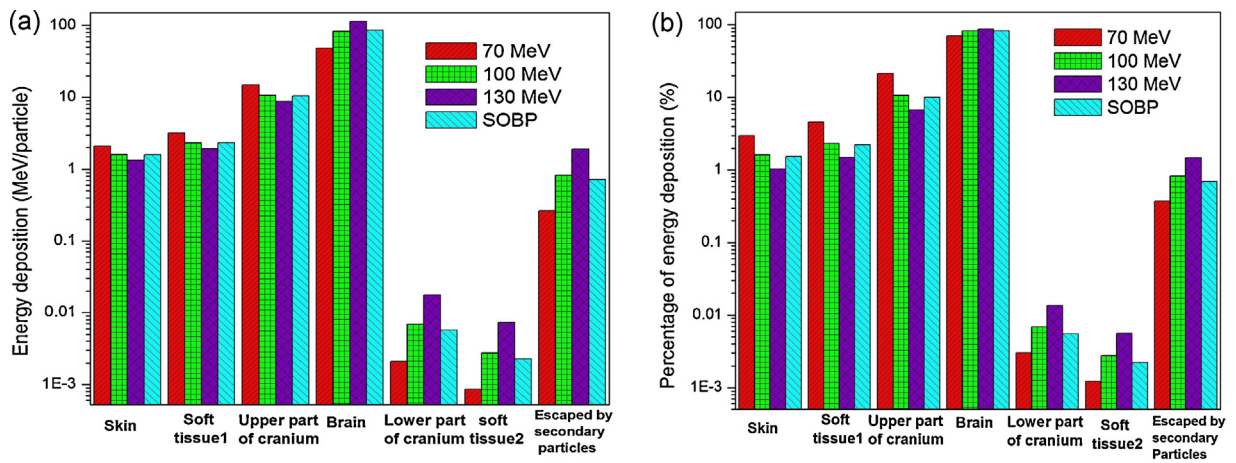 (a)
Energy deposition (MeV/particle)
100
10
1
0.1
0.01
1E-3
70 MeV
100 MeV
130 MeV
SOBP
Skin
Soft
tissue1
Upper part
of cranium
Brain
Lower part
of cranium
soft
tissue2
Escaped by
secondary
particles
(b)
Percentage of energy deposition (%)
100
10
1
0.1
0.01
1E-3
70 MeV
100 MeV
130 MeV
SOBP
Skin
Soft
tissue1
Upper part
of cranium
Brain
Lower part
of cranium
Soft
tissue2
Escaped by
secondary
Particles